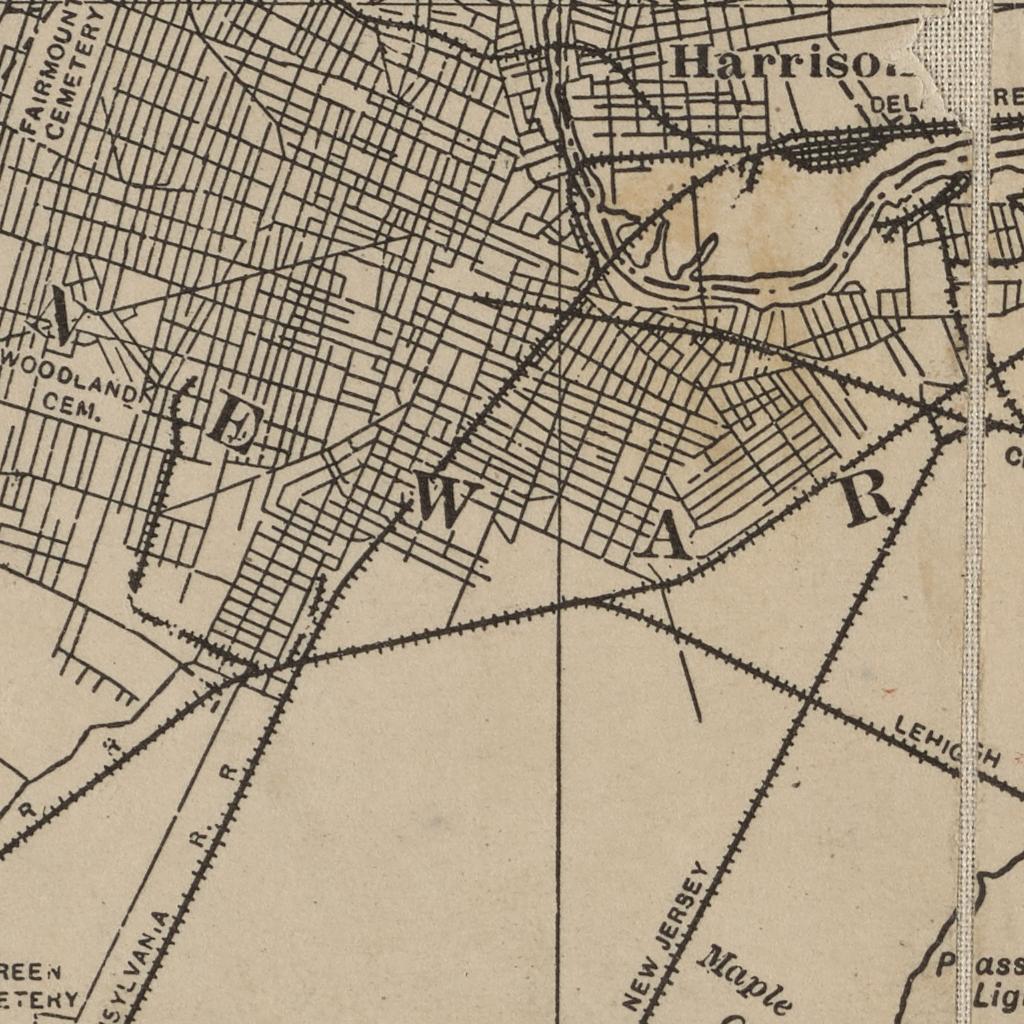 FAIRMOUNT
CEMETERY
Harriso
DEL
RE
N
WOODLAND
CEM.
E
W
A
R
C
LEHIGH
R
R
R
R.
SYLVANIA
NEW JERSEY
Maple
REEN
ETERY
Pass
Lig